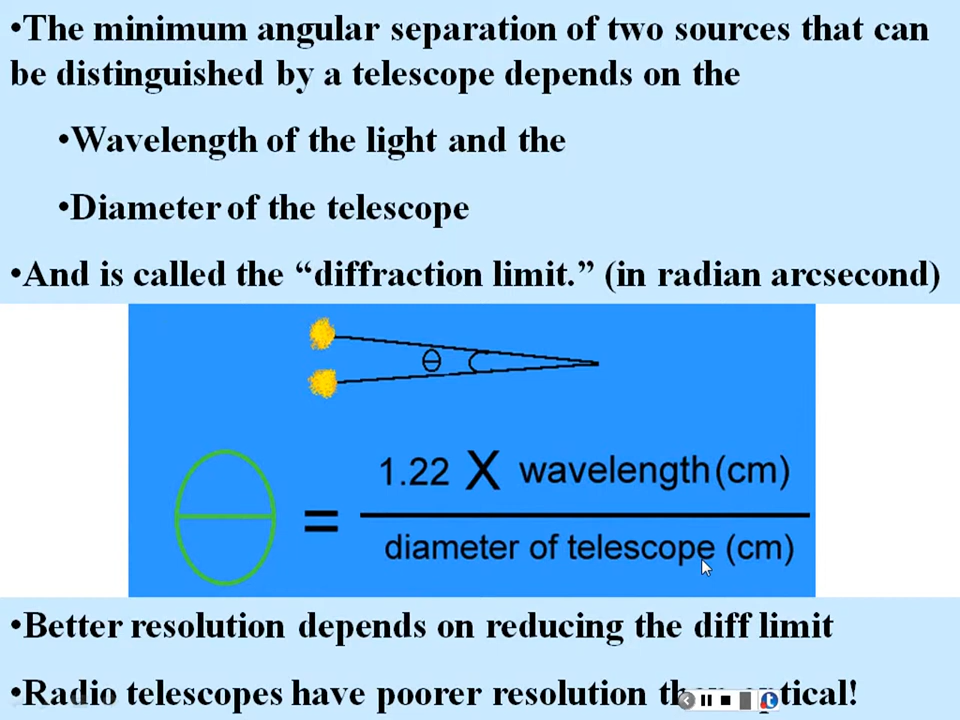 •The minimum angular separation of two sources that can
be distinguished by a telescope depends on the
•Wavelength of the light and the
•Diameter of the telescope
•And is called the “diffraction limit.” (in radian arcsecond)
θ
θ = 1.22 X wavelength (cm)
diameter of telescope (cm)
•Better resolution depends on reducing the diff limit
•Radio telescopes have poorer resolution than optical!